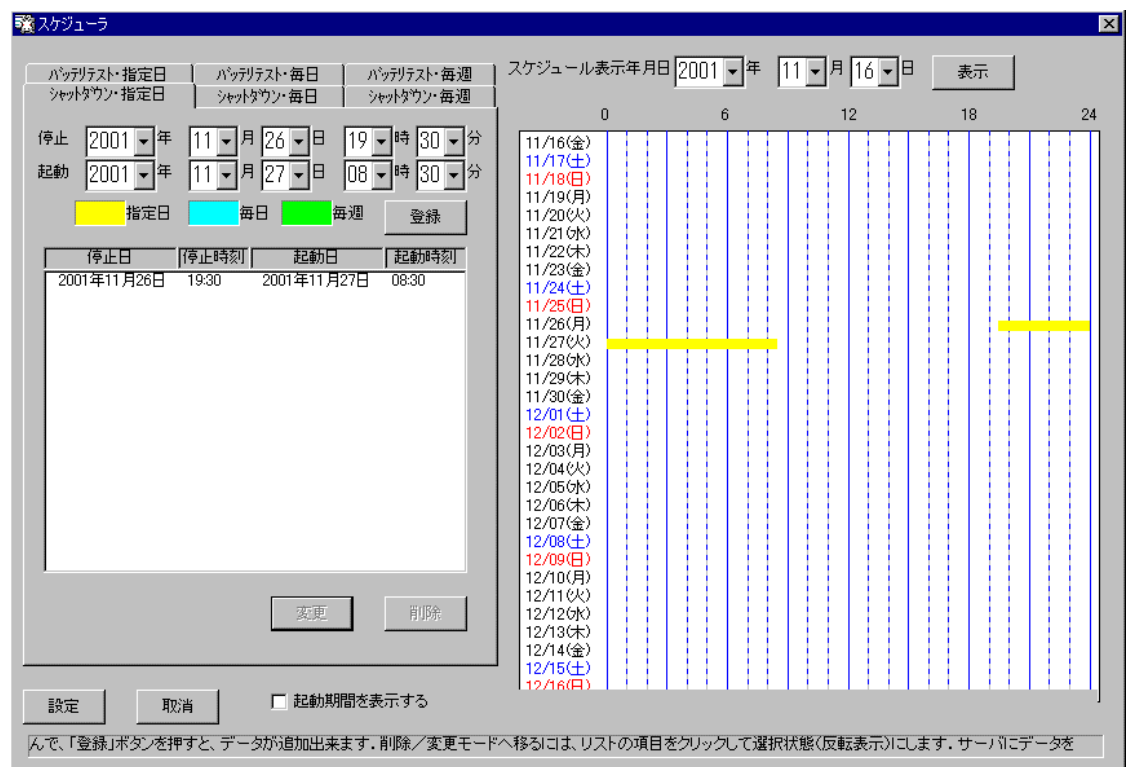 スケジューラ
バッテリテスト・指定日 バッテリテスト・毎日 バッテリテスト・毎週
シャットダウン・指定日 シャットダウン・毎日 シャットダウン・毎週
停止 2001 年 11 月 26 日 19 時 30 分
起動 2001 年 11 月 27 日 08 時 30 分
指定日 毎日 毎週 登録
停止日 停止時刻 起動日 起動時刻
2001年11月26日 19:30 2001年11月27日 08:30
変更 削除
設定 取消 起動期間を表示する
スケジュール表示年月日 2001 年 11 月 16 日 表示
0 6 12 18 24
11/16(金)
11/17(土)
11/18(日)
11/19(月)
11/20(火)
11/21(水)
11/22(木)
11/23(金)
11/24(土)
11/25(日)
11/26(月)
11/27(火)
11/28(水)
11/29(木)
11/30(金)
12/01(土)
12/02(日)
12/03(月)
12/04(火)
12/05(水)
12/06(木)
12/07(金)
12/08(土)
12/09(日)
12/10(月)
12/11(火)
12/12(水)
12/13(木)
12/14(金)
12/15(土)
12/16(日)
んで、「登録」ボタンを押すと、データが追加出来ます．削除／変更モードへ移るには、リストの項目をクリックして選択状態(反転表示)にします．サーバにデータを